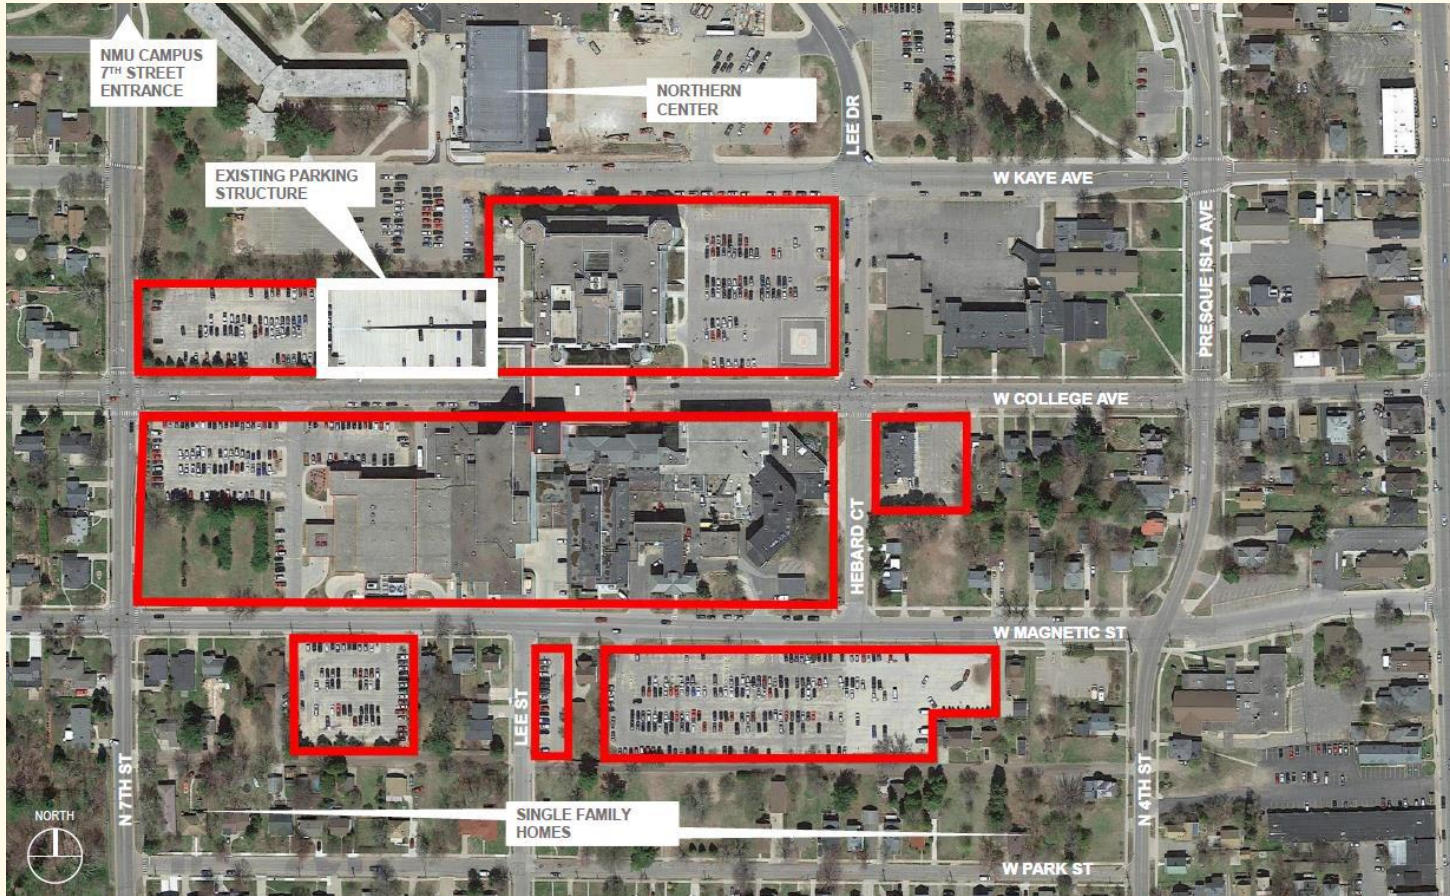 NMU CAMPUS
7TH STREET
ENTRANCE
NORTHERN
CENTER
LEE DR
EXISTING PARKING
STRUCTURE
W KAYE AVE
PRESQUE ISLA AVE
W COLLEGE AVE
HEBARD CT
W MAGNETIC ST
LEE ST
N 7TH ST
N 4TH ST
SINGLE FAMILY
HOMES
NORTH
W PARK ST